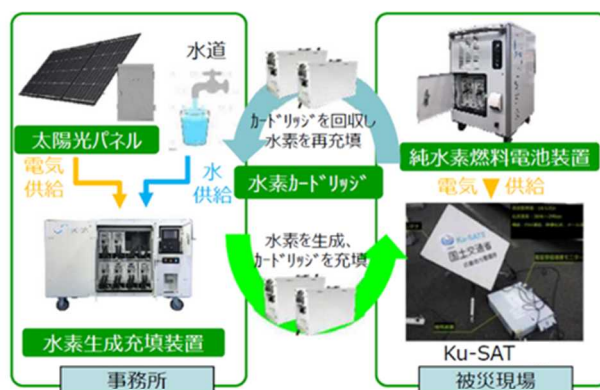 水道
太陽光パネル
電気
供給
水
供給
水素生成充填装置
事務所
カードリッジを回収し
水素を再充填
水素カードリッジ
水素を生成、
カードリッジを充填
純水素燃料電池装置
電気
供給
Ku-SATⅡ
国土交通省
Ku-SAT
被災現場